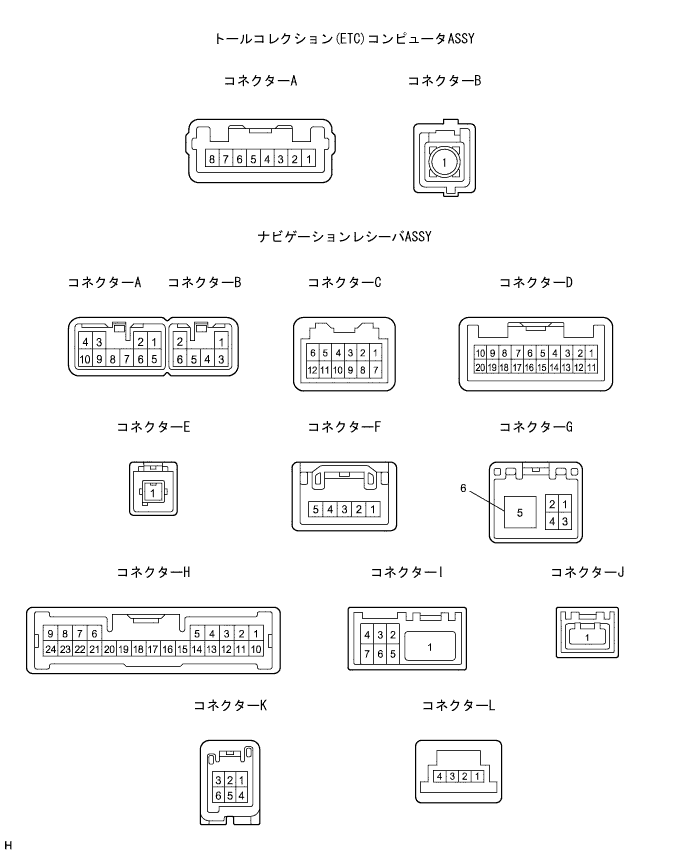 トールコレクション(ETC)コンピュータASSY
コネクターA コネクターB
8 7 6 5 4 3 2 1
1
ナビゲーションレシーバASSY
コネクターA コネクターB コネクターC コネクターD
4 3 2 1
10 9 8 7 6 5
2 1
6 5 4 3
6 5 4 3 2 1
12 11 10 9 8 7
10 9 8 7 6 5 4 3 2 1
20 19 18 17 16 15 14 13 12 11
コネクターE コネクターF コネクターG
1
5 4 3 2 1
6
5
2 1
4 3
コネクターH コネクターI コネクターJ
9 8 7 6 5 4 3 2 1
24 23 22 21 20 19 18 17 16 15 14 13 12 11 10
4 3 2
7 6 5
1
1
コネクターK コネクターL
3 2 1
6 5 4
4 3 2 1
H